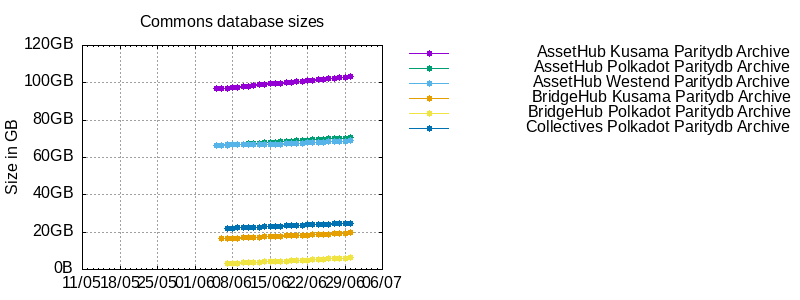 Commons database sizes
120GB
100GB
80GB
60GB
40GB
20GB
0B
Size in GB
11/05 18/05 25/05 01/06 08/06 15/06 22/06 29/06 06/07
AssetHub Kusama Paritydb Archive
AssetHub Polkadot Paritydb Archive
AssetHub Westend Paritydb Archive
BridgeHub Kusama Paritydb Archive
BridgeHub Polkadot Paritydb Archive
Collectives Polkadot Paritydb Archive